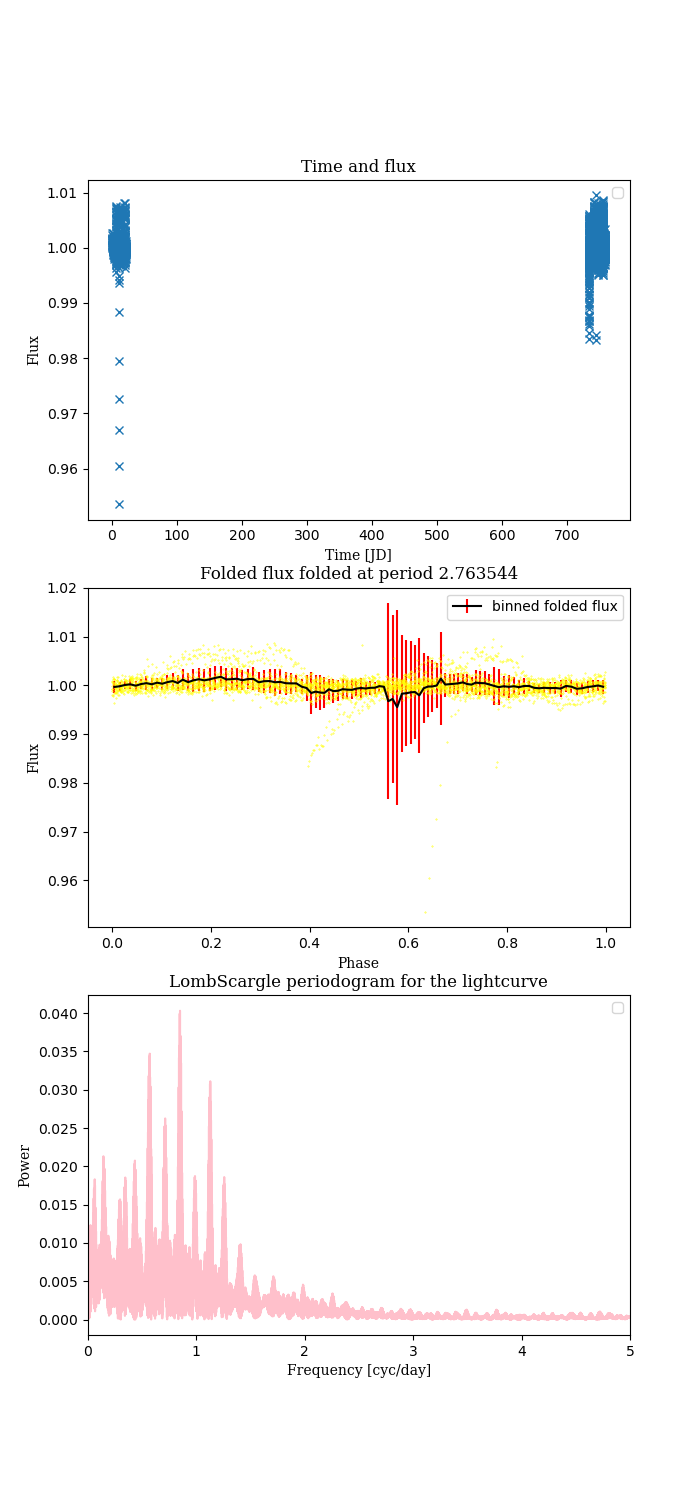 Time and flux
1.01
1.00
0.99
0.98
0.97
0.96
Flux
0 100 200 300 400 500 600 700
Time [JD]
Folded flux folded at period 2.763544
binned folded flux
1.02
1.01
1.00
0.99
0.98
0.97
0.96
Flux
0.0 0.2 0.4 0.6 0.8 1.0
Phase
LombScargle periodogram for the lightcurve
0.040
0.035
0.030
0.025
0.020
0.015
0.010
0.005
0.000
Power
0 1 2 3 4 5
Frequency [cyc/day]